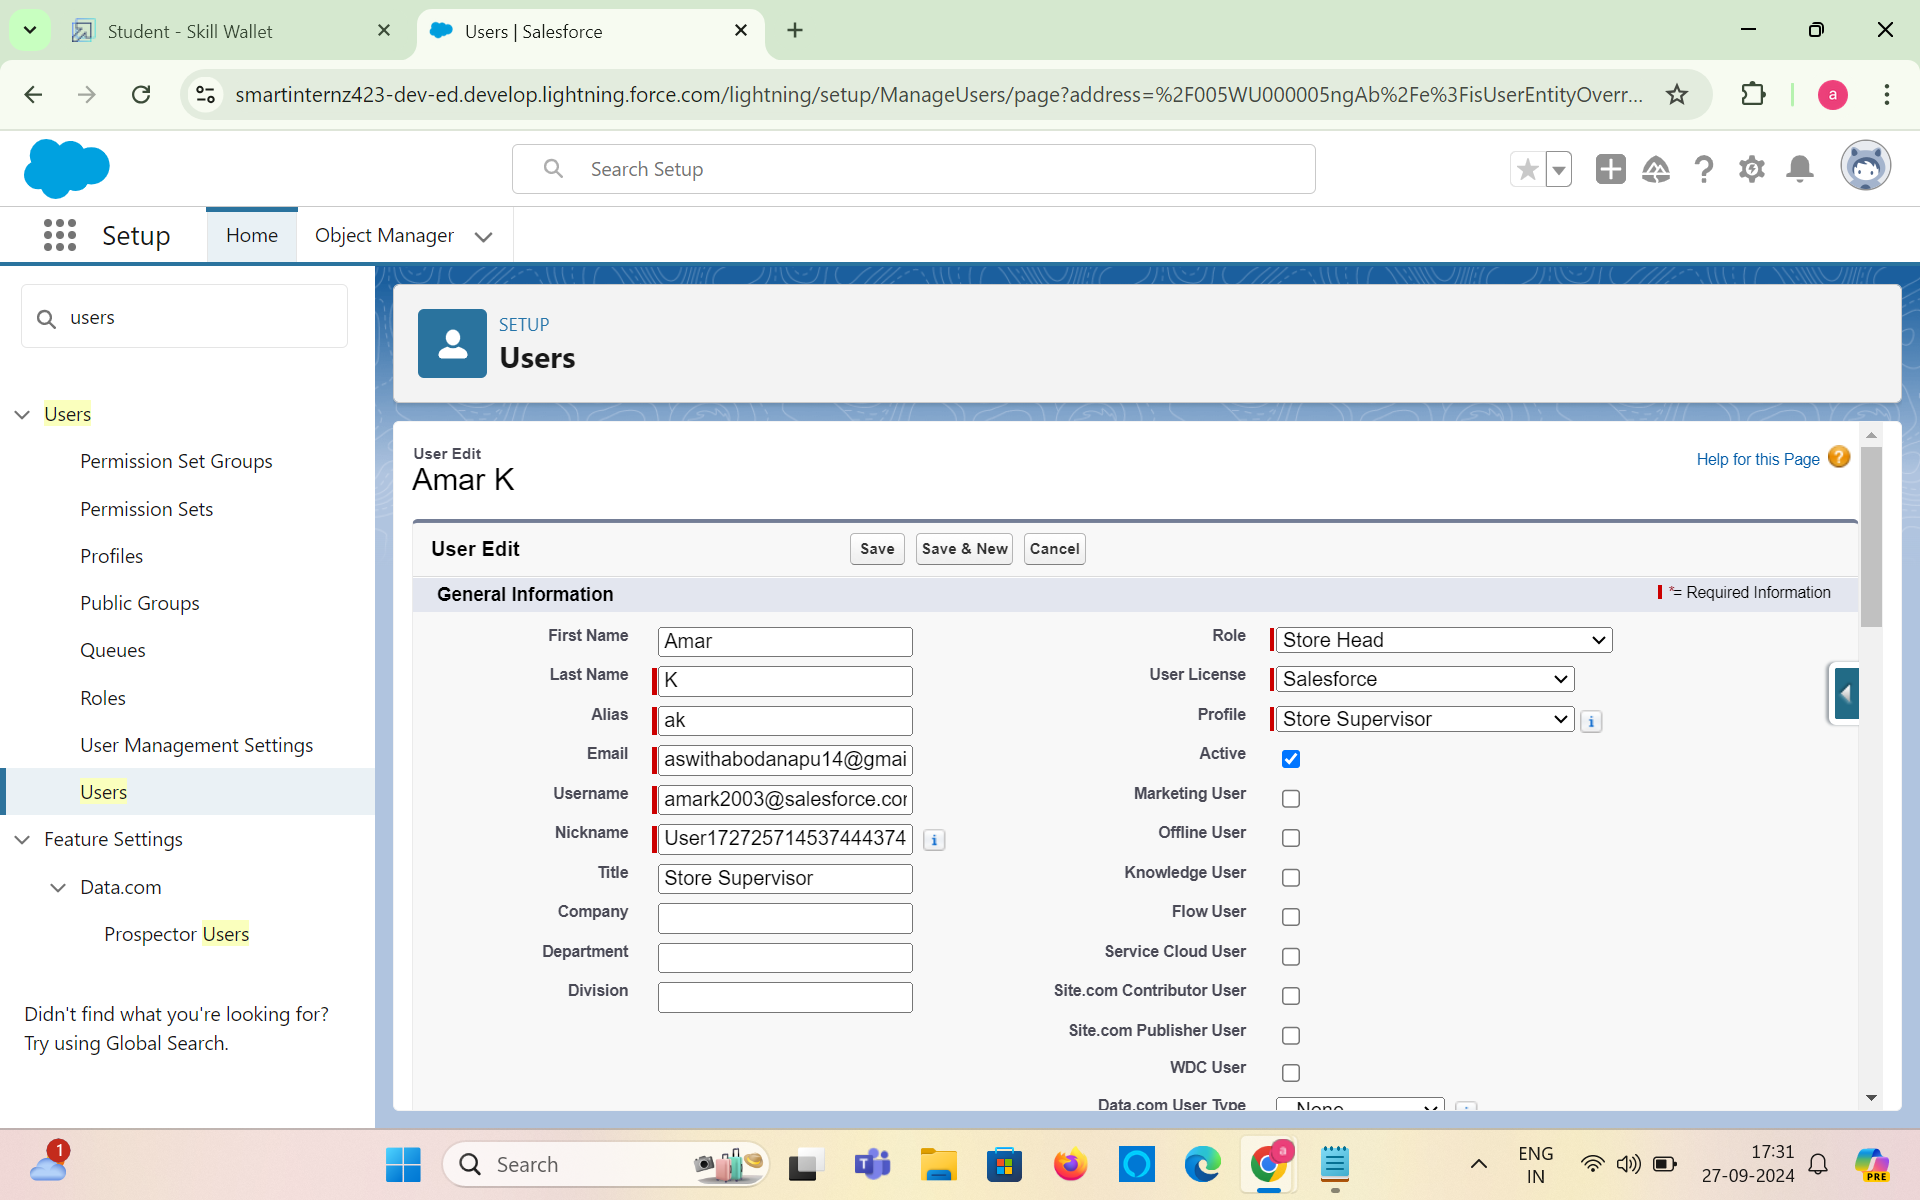 Student - Skill Wallet
Users | Salesforce
smartinternz423-dev-ed.develop.lightning.force.com/lightning/setup/ManageUsers/page?address=%2F005WU000005ngAb%2Fe%3FisUserEntityOverr...
a
Search Setup
Setup
Home
Object Manager
users
Users
Permission Set Groups
Permission Sets
Profiles
Public Groups
Queues
Roles
User Management Settings
Users
Feature Settings
Data.com
Prospector Users
Didn't find what you're looking for?
Try using Global Search.
SETUP
Users
User Edit
Amar K
Help for this Page ?
User Edit
Save
Save & New
Cancel
General Information
*= Required Information
First Name Amar
Last Name K
Alias ak
Email aswithabodanapu14@gmai
Username amark2003@salesforce.cor
Nickname User172725714537444374 i
Title Store Supervisor
Company
Department
Division
Role Store Head
User License Salesforce
Profile Store Supervisor i
Active
Marketing User
Offline User
Knowledge User
Flow User
Service Cloud User
Site.com Contributor User
Site.com Publisher User
WDC User
Data.com User Type --None--
1
Search
T
a
ENG
IN
17:31
27-09-2024
PRE